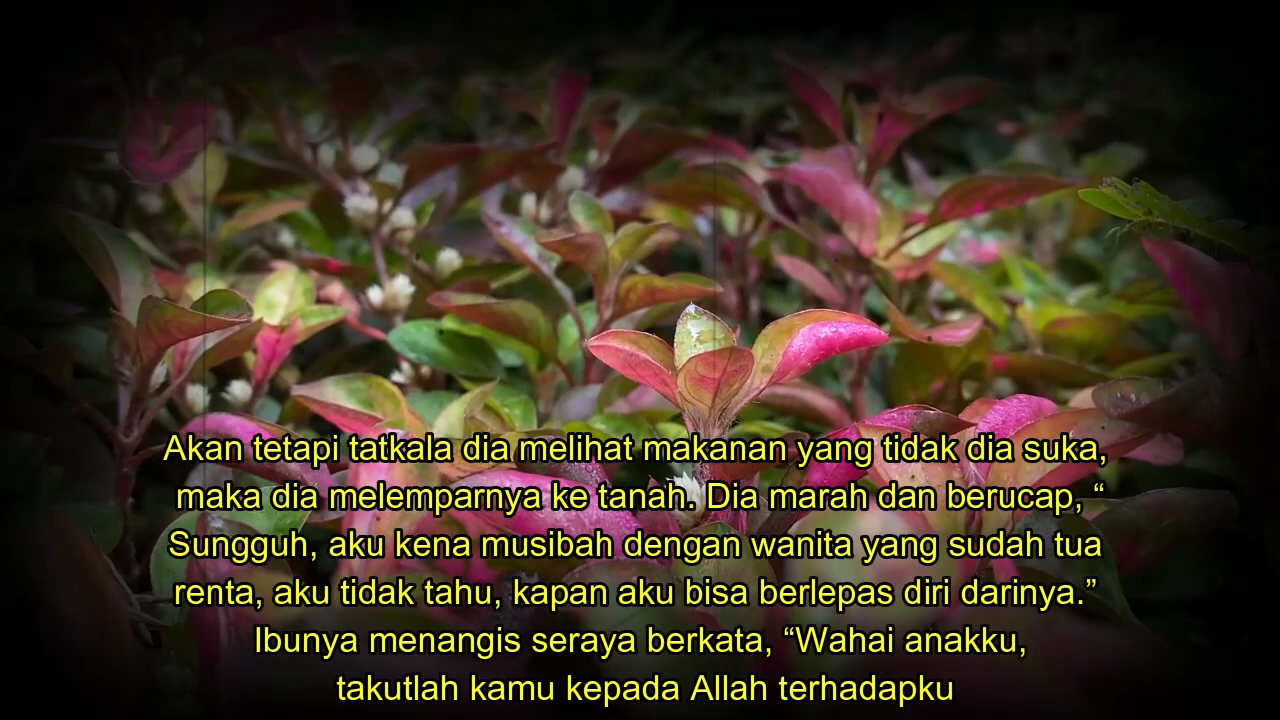 Akan tetapi tatkala dia melihat makanan yang tidak dia suka,
maka dia melemparnya ke tanah. Dia marah dan berucap, “
Sungguh, aku kena musibah dengan wanita yang sudah tua
renta, aku tidak tahu, kapan aku bisa berlepas diri darinya.”
Ibunya menangis seraya berkata, “Wahai anakku,
takutlah kamu kepada Allah terhadapku